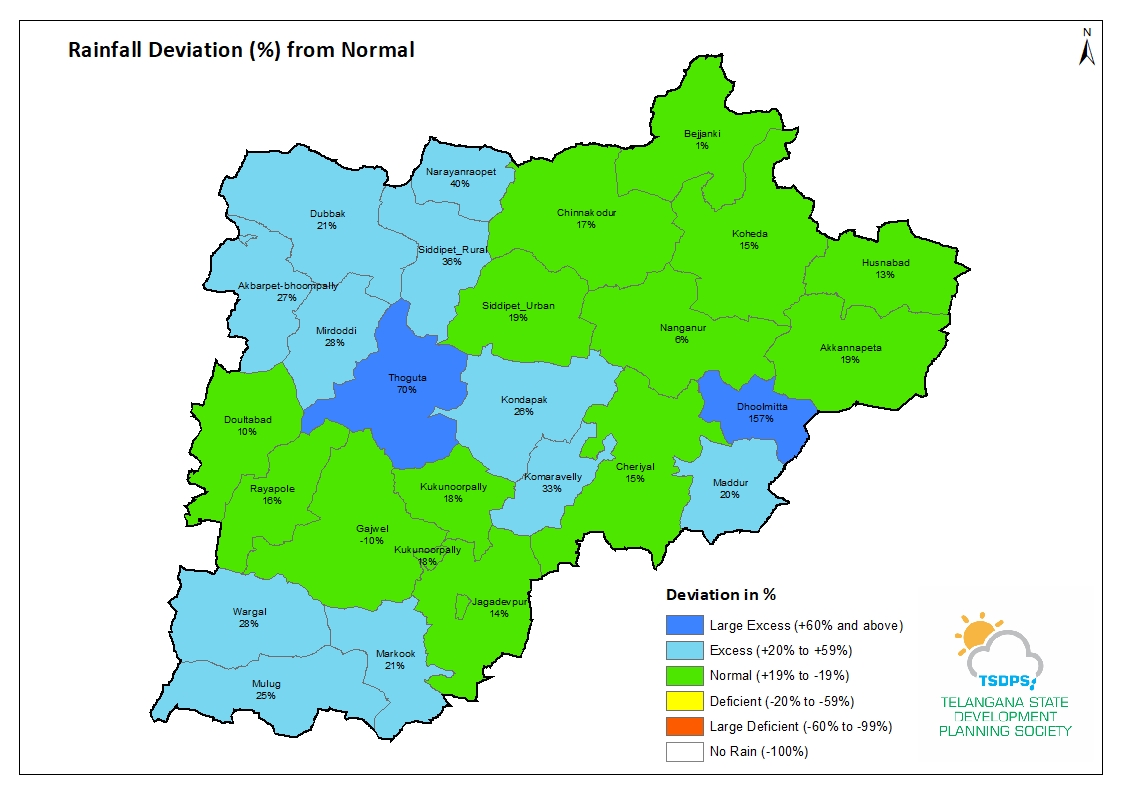 Rainfall Deviation (%) from Normal
N
Bejjanki
1%
Narayanraopet
40%
Dubbak
21%
Chinnakodur
17%
Koheda
15%
Siddipet_Rural
36%
Husnabad
13%
Akbarpet-bhoompally
27%
Siddipet_Urban
19%
Mirdoddi
28%
Nanganur
6%
Akkannapeta
19%
Thoguta
70%
Kondapak
26%
Dhoolmitta
157%
Doultabad
10%
Cheriyal
15%
Komaravelly
33%
Maddur
20%
Rayapole
16%
Kukunoorpally
18%
Gajwel
-10%
Kukunoorpally
18%
Jagadevpur
14%
Wargal
28%
Markook
21%
Mulug
25%
Deviation in %
Large Excess (+60% and above)
Excess (+20% to +59%)
Normal (+19% to -19%)
Deficient (-20% to -59%)
Large Deficient (-60% to -99%)
No Rain (-100%)
TSDPS
TELANGANA STATE
DEVELOPMENT
PLANNING SOCIETY